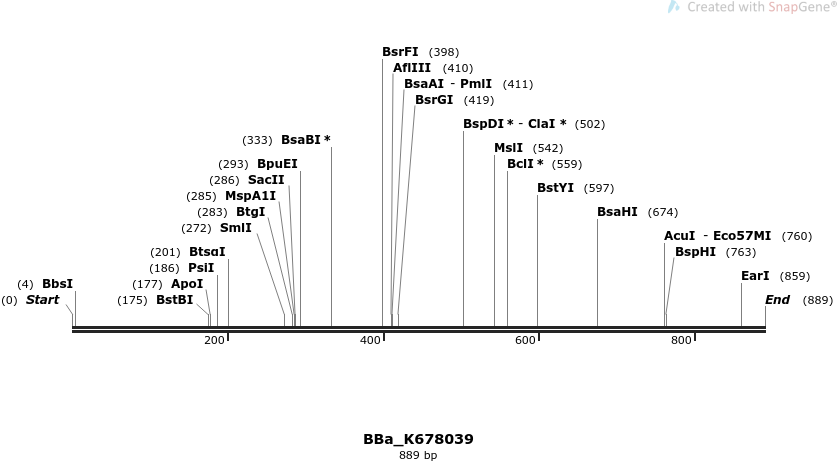 Created with SnapGene®
BsrFI (398)
AflIII (410)
BsaAI - PmlI (411)
BsrGI (419)
BspDI * - ClaI * (502)
(333) BsaBI *
MslI (542)
(293) BpuEI
BclI * (559)
(286) SacII
BstYI (597)
(285) MspA1I
(283) BtgI
BsaHI (674)
(272) SmlI
AcuI - Eco57MI (760)
(201) BtsαI
BspHI (763)
(186) PsiI
EarI (859)
(4) BbsI
(177) ApoI
(0) Start
(175) BstBI
End (889)
200
400
600
800
BBa_K678039
889 bp